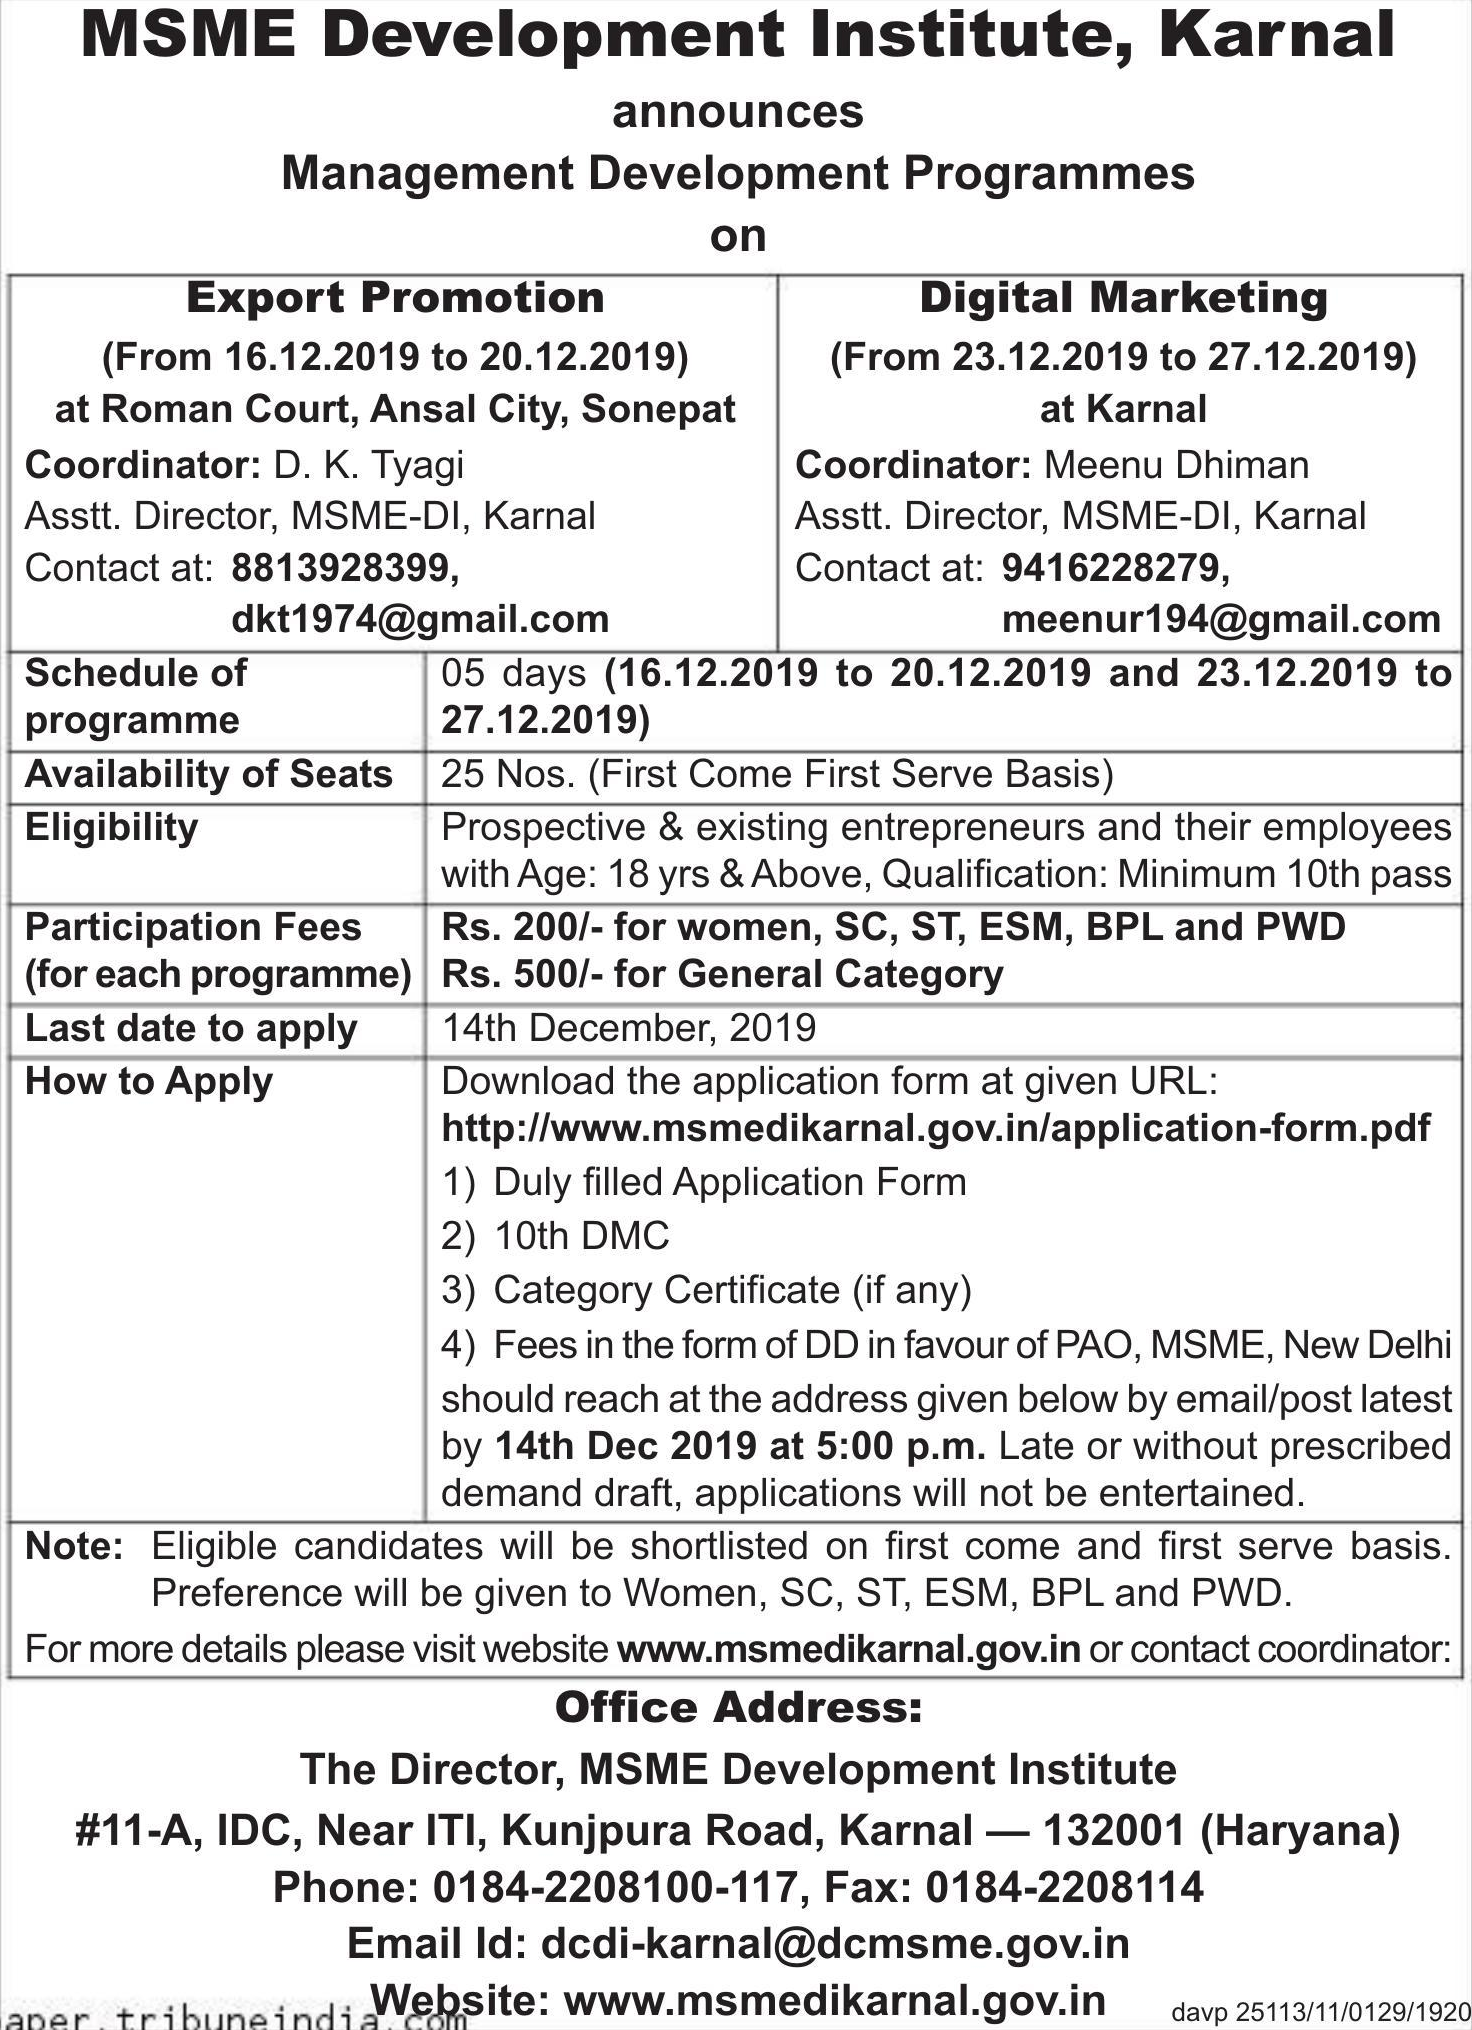 MSME Development Institute, Karnal
announces
Management Development Programmes
on
Export Promotion
(From 16.12.2019 to 20.12.2019)
at Roman Court, Ansal City, Sonepat
Coordinator: D. K. Tyagi
Asstt. Director, MSME-DI, Karnal
Contact at: 8813928399,
dkt1974@gmail.com
Digital Marketing
(From 23.12.2019 to 27.12.2019)
at Karnal
Coordinator: Meenu Dhiman
Asstt. Director, MSME-DI, Karnal
Contact at: 9416228279,
meenur194@gmail.com
Schedule of
programme
05 days (16.12.2019 to 20.12.2019 and 23.12.2019 to
27.12.2019)
Availability of Seats
25 Nos. (First Come First Serve Basis)
Eligibility
Prospective & existing entrepreneurs and their employees
with Age: 18 yrs & Above, Qualification: Minimum 10th pass
Participation Fees
(for each programme)
Rs. 200/- for women, SC, ST, ESM, BPL and PWD
Rs. 500/- for General Category
Last date to apply
14th December, 2019
How to Apply
Download the application form at given URL:
http://www.msmedikarnal.gov.in/application-form.pdf
1) Duly filled Application Form
2) 10th DMC
3) Category Certificate (if any)
4) Fees in the form of DD in favour of PAO, MSME, New Delhi
should reach at the address given below by email/post latest
by 14th Dec 2019 at 5:00 p.m. Late or without prescribed
demand draft, applications will not be entertained.
Note: Eligible candidates will be shortlisted on first come and first serve basis.
Preference will be given to Women, SC, ST, ESM, BPL and PWD.
For more details please visit website www.msmedikarnal.gov.in or contact coordinator:
Office Address:
The Director, MSME Development Institute
#11-A, IDC, Near ITI, Kunjpura Road, Karnal — 132001 (Haryana)
Phone: 0184-2208100-117, Fax: 0184-2208114
Email Id: dcdi-karnal@dcmsme.gov.in
Website: www.msmedikarnal.gov.in
aper.tribuneindia.com
davp 25113/11/0129/1920